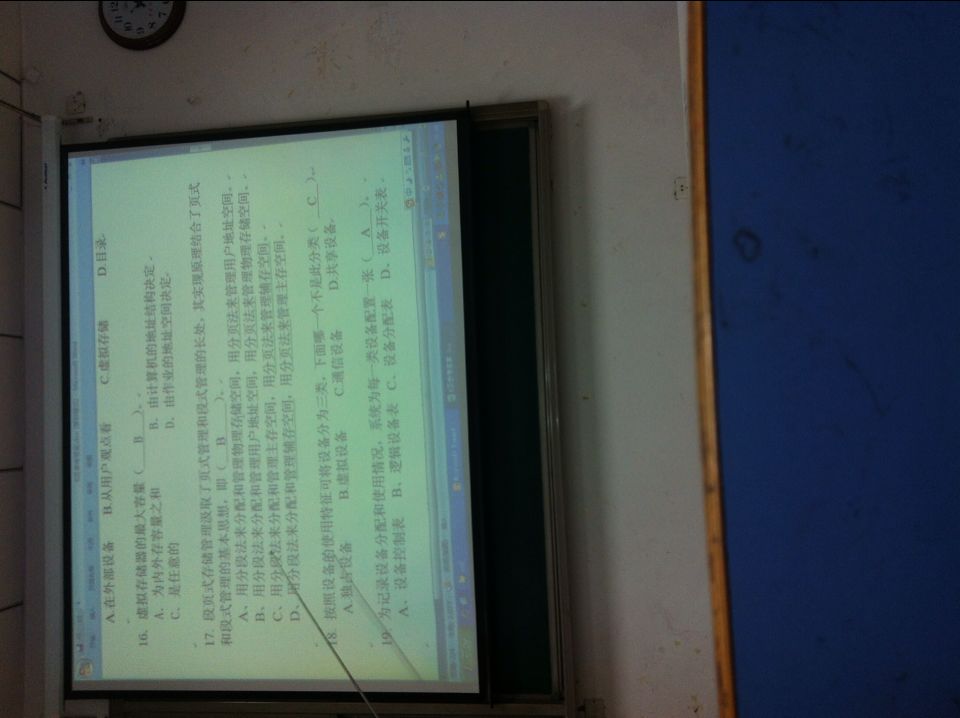 A.在外部设备 B.从用户观点看 C.虚拟存储 D.目录
16. 虚拟存储器的最大容量（ B ）。
A. 为内外存容量之和 B. 由计算机的地址结构决定
C. 是任意的 D. 由作业的地址空间决定
17. 段页式存储管理汲取了页式管理和段式管理的长处，其实现原理结合了页式
和段式管理的基本思想，即（ B ）。
A、用分段法来分配和管理物理存储空间，用分页法来管理用户地址空间。
B、用分段法来分配和管理用户地址空间，用分页法来管理物理存储空间。
C、用分段法来分配和管理主存空间，用分页法来管理辅存空间。
D、用分段法来分配和管理辅存空间，用分页法来管理主存空间。
18. 按照设备的使用特征可将设备分为三类，下面哪一个不是此分类（ C ）。
A.独占设备 B.虚拟设备 C.通信设备 D.共享设备
19. 为记录设备分配和使用情况，系统为每一类设备配置一张（ A ）。
A、设备控制表 B、逻辑设备表 C、设备分配表 D、设备开关表
10 11 12
9
8
7